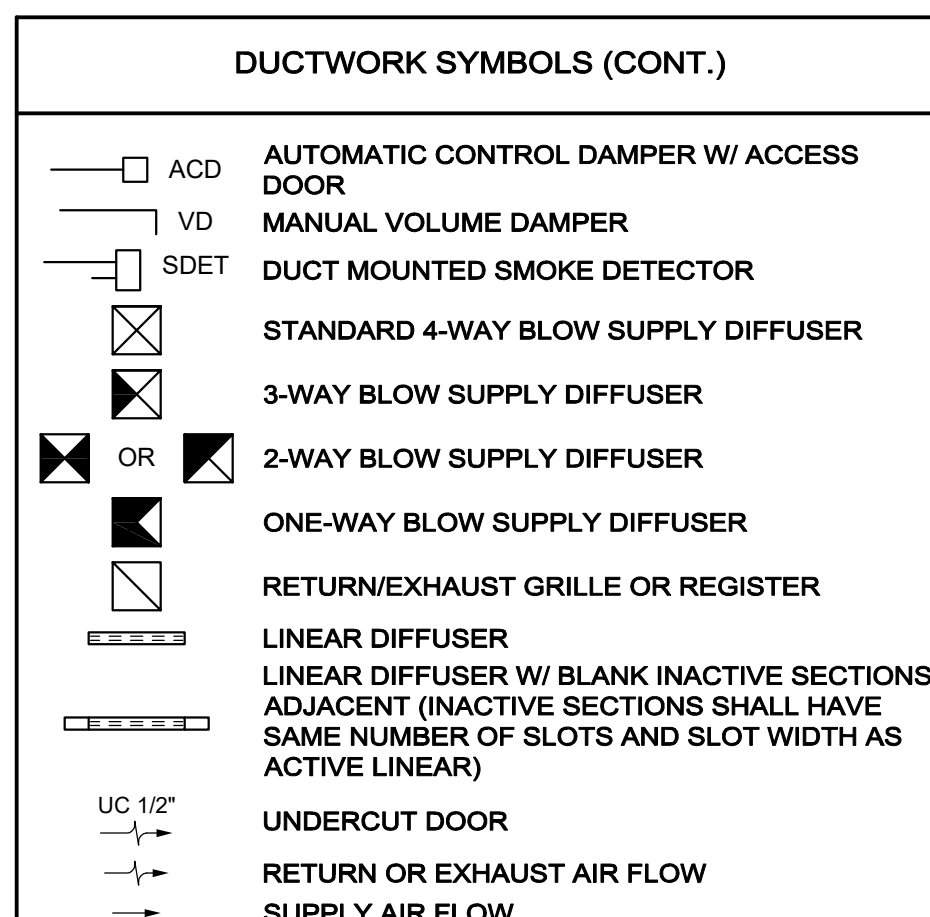 DUCTWORK SYMBOLS (CONT.)
ACD AUTOMATIC CONTROL DAMPER W/ ACCESS
DOOR
VD MANUAL VOLUME DAMPER
SDET DUCT MOUNTED SMOKE DETECTOR
STANDARD 4-WAY BLOW SUPPLY DIFFUSER
3-WAY BLOW SUPPLY DIFFUSER
OR 2-WAY BLOW SUPPLY DIFFUSER
ONE-WAY BLOW SUPPLY DIFFUSER
RETURN/EXHAUST GRILLE OR REGISTER
LINEAR DIFFUSER
LINEAR DIFFUSER W/ BLANK INACTIVE SECTIONS
ADJACENT (INACTIVE SECTIONS SHALL HAVE
SAME NUMBER OF SLOTS AND SLOT WIDTH AS
ACTIVE LINEAR)
UC 1/2" UNDERCUT DOOR
RETURN OR EXHAUST AIR FLOW
SUPPLY AIR FLOW